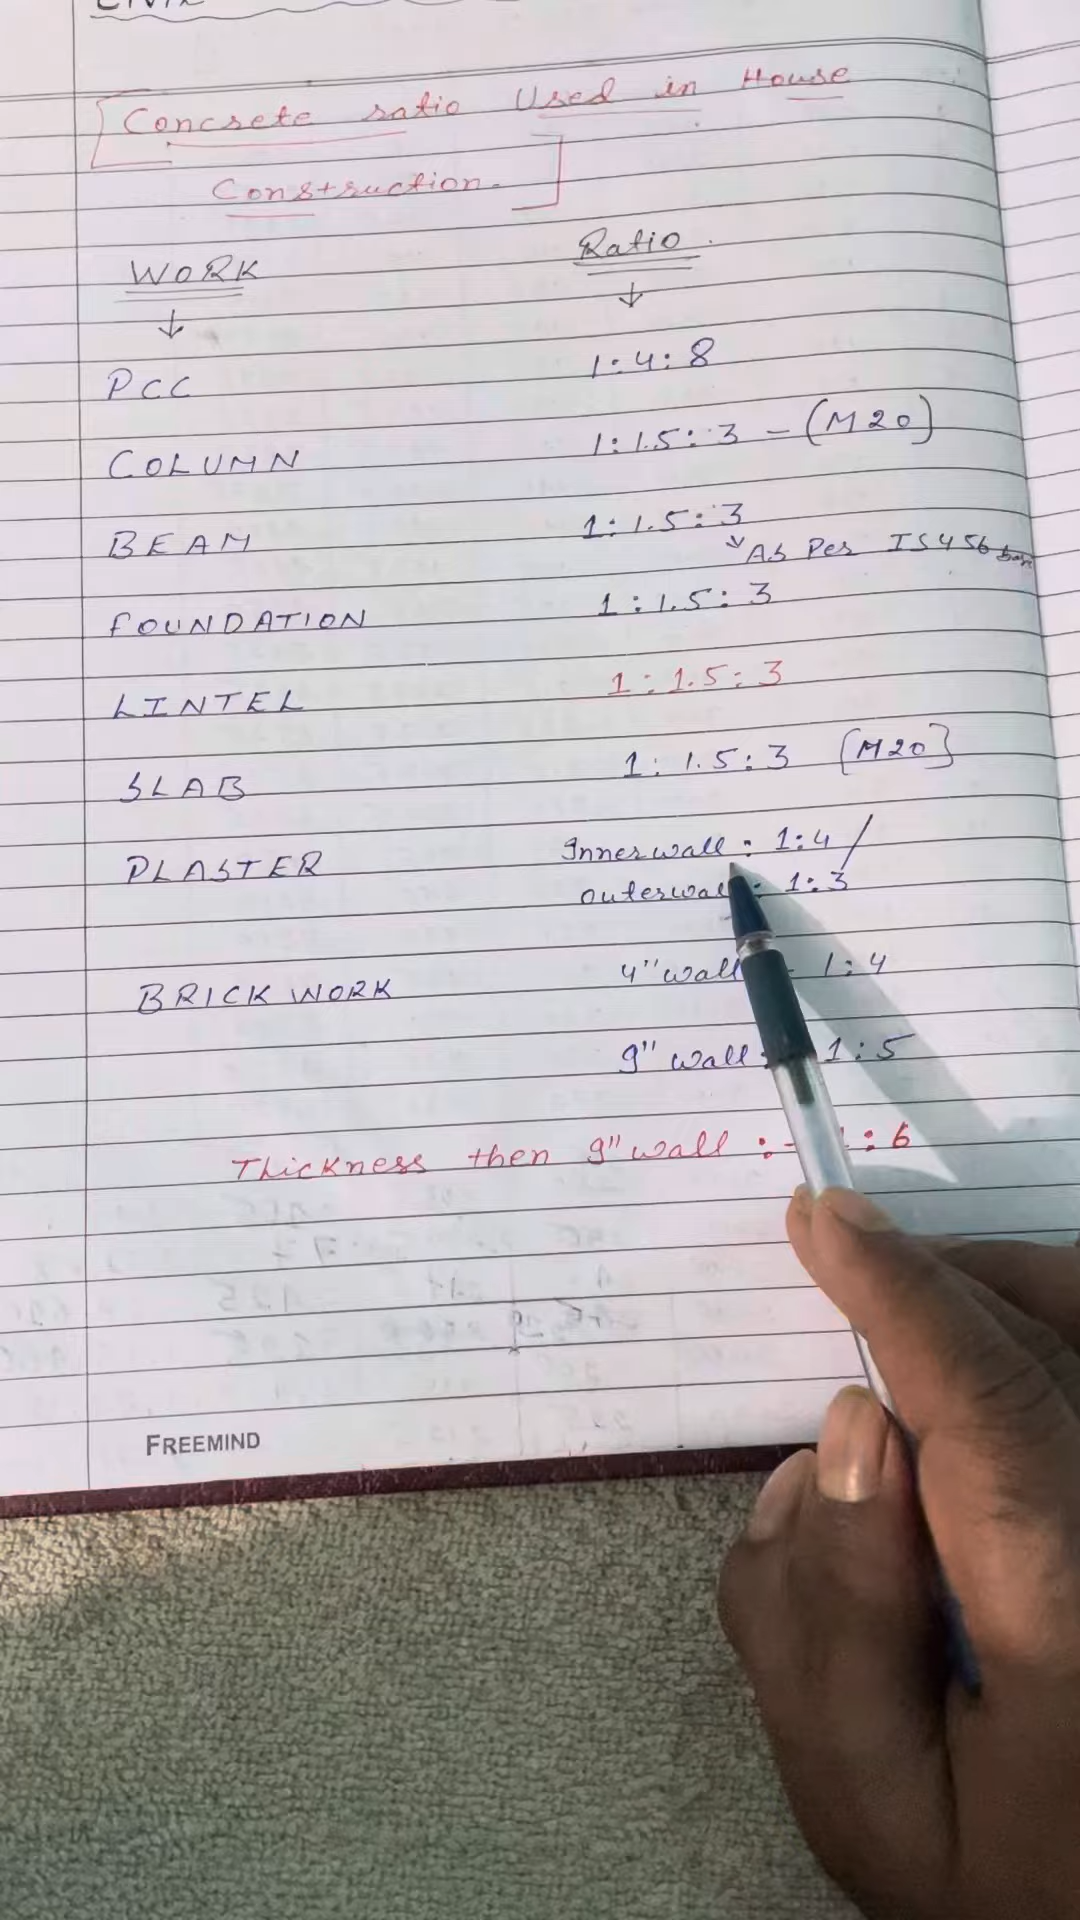 Concrete ratio Used in House
Construction.
WORK Ratio.
PCC 1:4:8
COLUMN 1:1.5:3 - (M20)
BEAM 1:1.5:3
As Per IS456
FOUNDATION 1:1.5:3
LINTEL 1:1.5:3
SLAB 1:1.5:3 [M20]
PLASTER Inner wall : 1:4 /
outerwall : 1:3
BRICK WORK 4" wall - 1:4
9" wall : 1:5
Thickness then 9" wall :- 1:6
FREEMIND